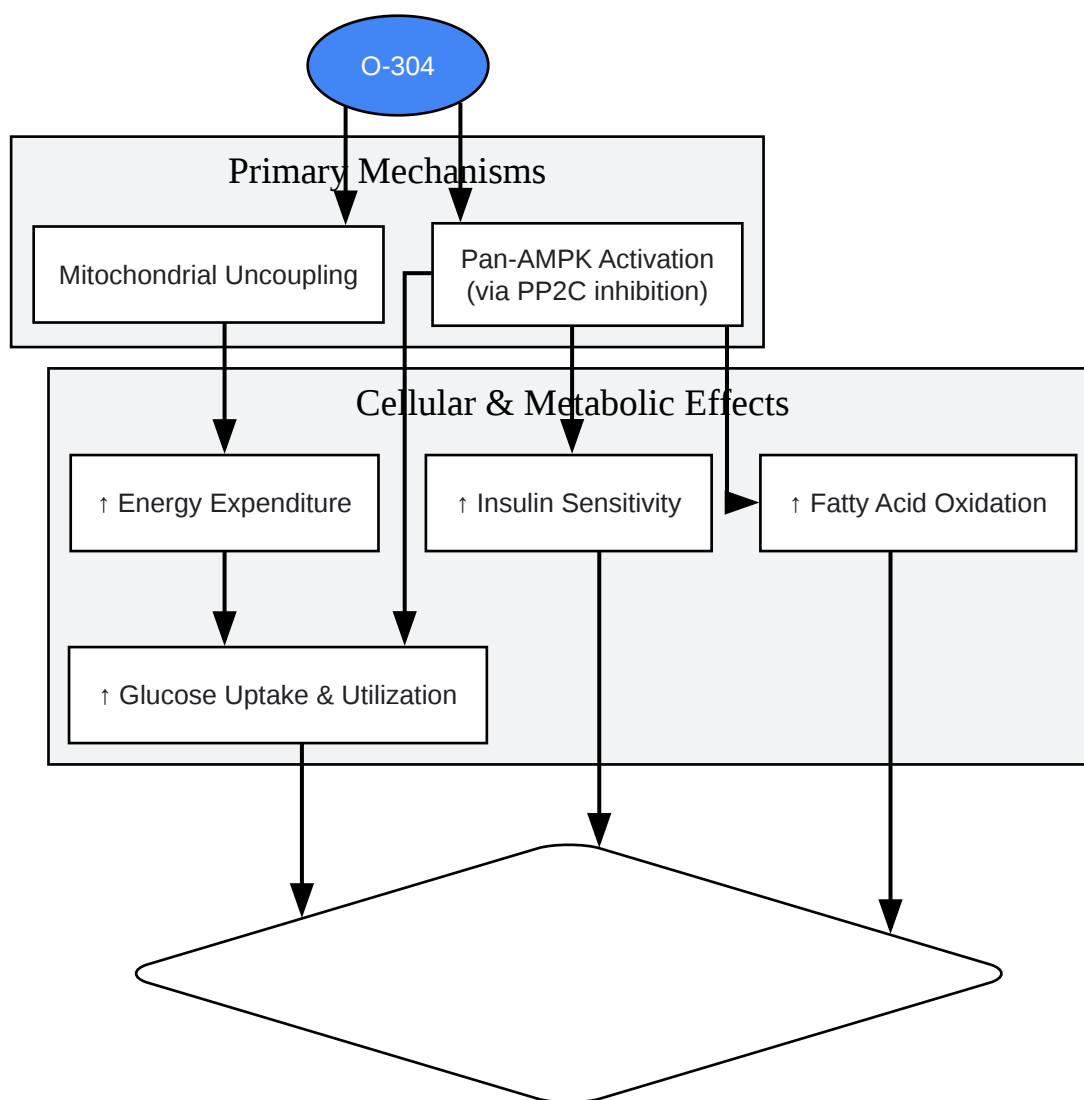 O-304
Primary Mechanisms
Mitochondrial Uncoupling
Pan-AMPK Activation
(via PP2C inhibition)
Cellular & Metabolic Effects
↑ Energy Expenditure
↑ Insulin Sensitivity
↑ Fatty Acid Oxidation
↑ Glucose Uptake & Utilization